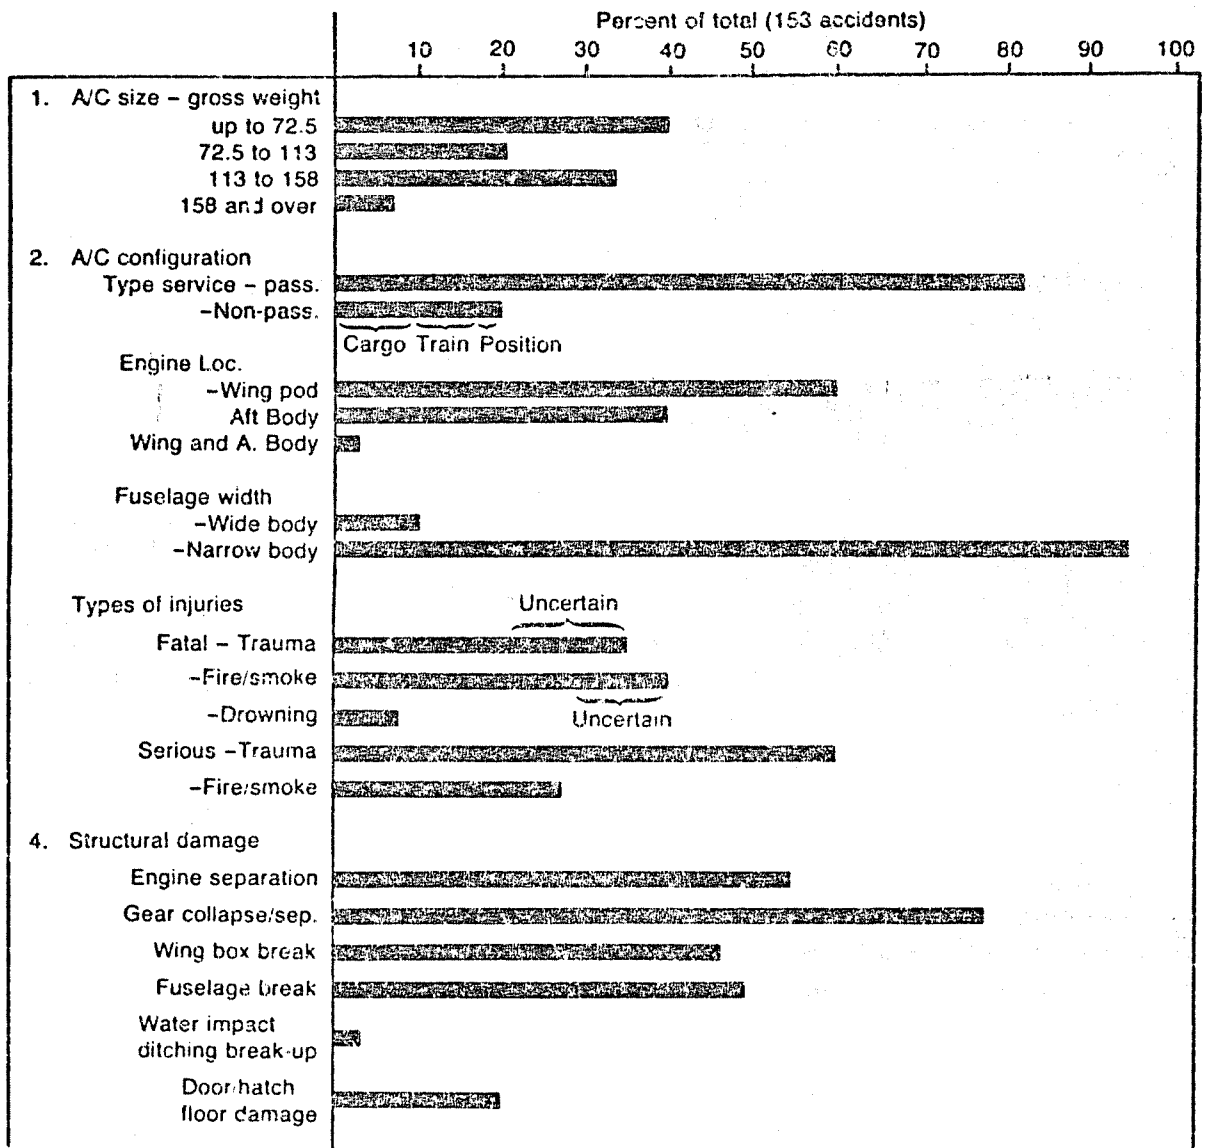 Percent of total (153 accidents)
10 20 30 40 50 60 70 80 90 100
1. A/C size – gross weight
up to 72.5
72.5 to 113
113 to 158
158 and over
2. A/C configuration
Type service – pass.
–Non-pass.
Cargo Train Position
Engine Loc.
–Wing pod
Aft Body
Wing and A. Body
Fuselage width
–Wide body
–Narrow body
Types of injuries
Uncertain
Fatal – Trauma
–Fire/smoke
Uncertain
–Drowning
Serious –Trauma
–Fire/smoke
4. Structural damage
Engine separation
Gear collapse/sep.
Wing box break
Fuselage break
Water impact
ditching break-up
Door/hatch
floor damage